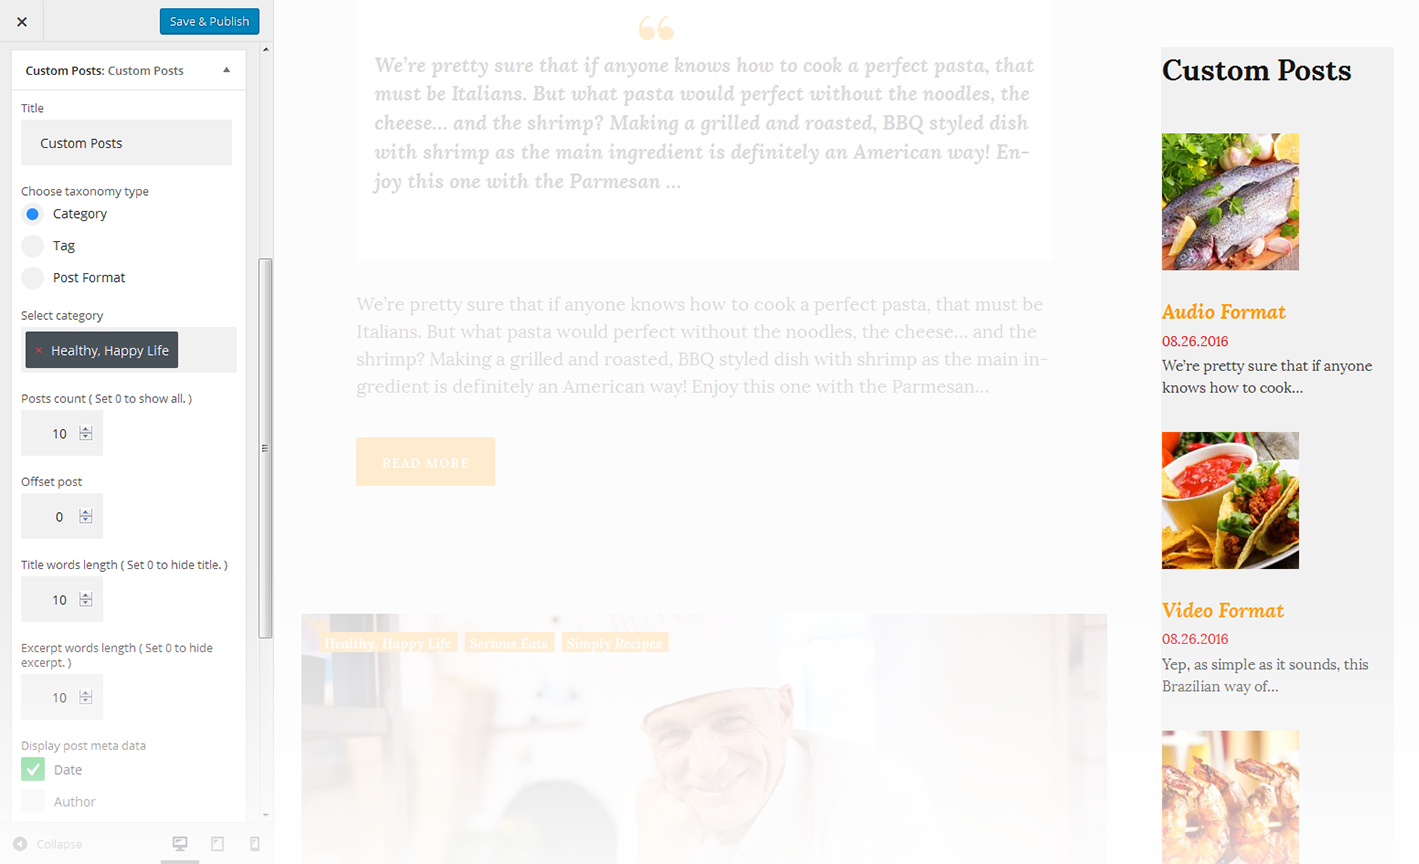 Save & Publish
Custom Posts: Custom Posts
Title
Custom Posts
Choose taxonomy type
Category
Tag
Post Format
Select category
× Healthy, Happy Life
Posts count ( Set 0 to show all. )
10
Offset post
0
Title words length ( Set 0 to hide title. )
10
Excerpt words length ( Set 0 to hide
excerpt. )
10
Display post meta data
Date
Author
Collapse
“
We’re pretty sure that if anyone knows how to cook a perfect pasta, that
must be Italians. But what pasta would perfect without the noodles, the
cheese… and the shrimp? Making a grilled and roasted, BBQ styled dish
with shrimp as the main ingredient is definitely an American way! En-
joy this one with the Parmesan …
We’re pretty sure that if anyone knows how to cook a perfect pasta, that must be
Italians. But what pasta would perfect without the noodles, the cheese… and the
shrimp? Making a grilled and roasted, BBQ styled dish with shrimp as the main in-
gredient is definitely an American way! Enjoy this one with the Parmesan…
READ MORE
Healthy, Happy Life Serious Eats Simply Recipes
Custom Posts
Audio Format
08.26.2016
We’re pretty sure that if anyone
knows how to cook…
Video Format
08.26.2016
Yep, as simple as it sounds, this
Brazilian way of…